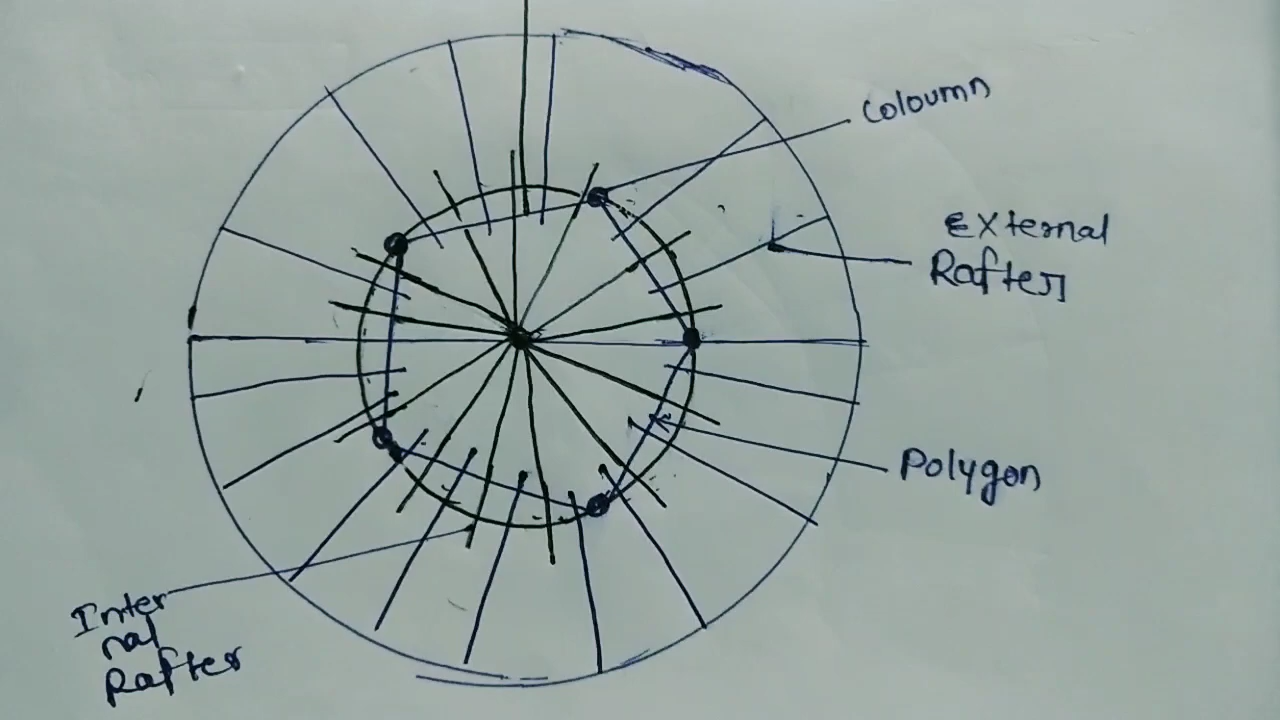 Coloumn
External
Rafter
Polygon
Inter
nal
Rafter